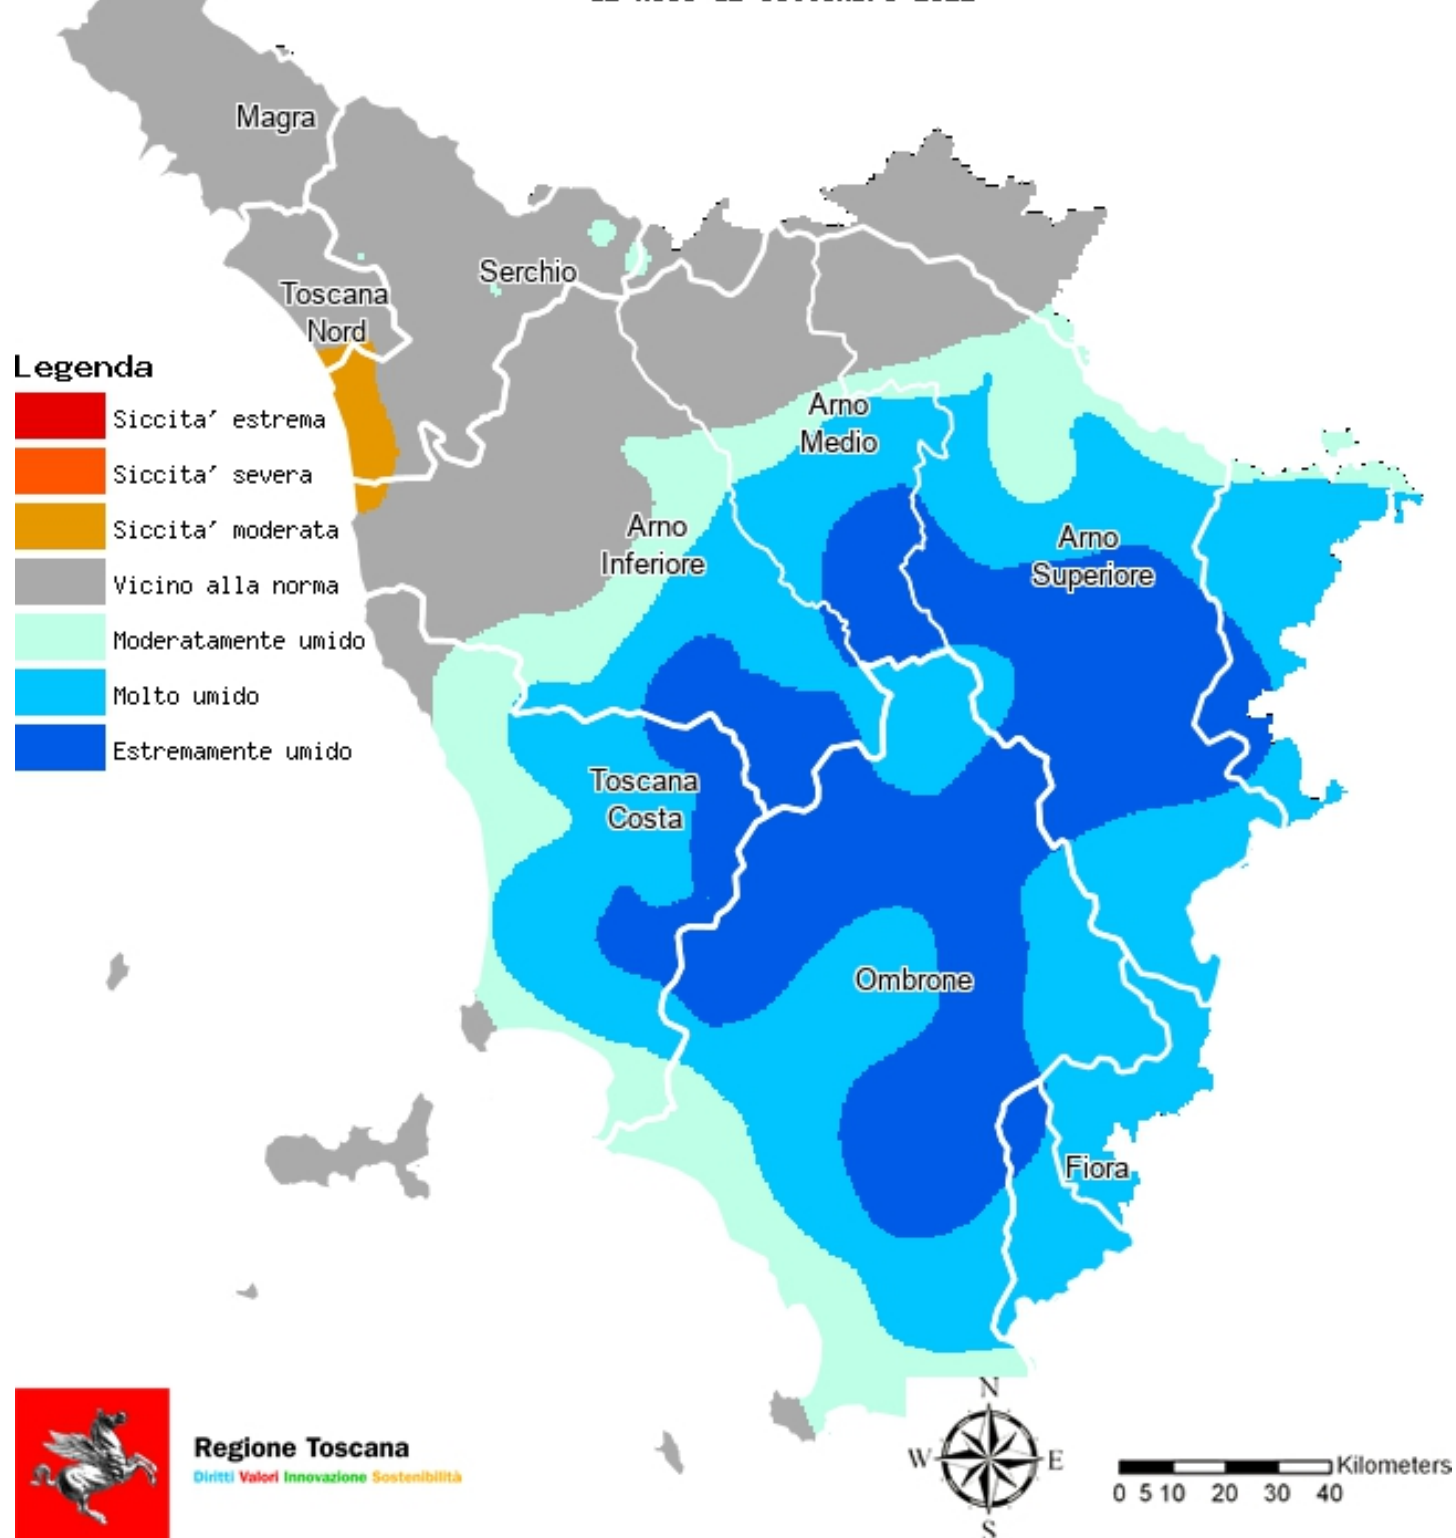 Magra
Serchio
Toscana
Nord
Legenda
Siccita' estrema
Siccita' severa
Siccita' moderata
Vicino alla norma
Moderatamente umido
Molto umido
Estremamente umido
Arno
Medio
Arno
Inferiore
Arno
Superiore
Toscana
Costa
Ombrone
Fiora
Regione Toscana
Diritti Valori Innovazione Sostenibilità
N
W E
S
Kilometers
0 5 10 20 30 40